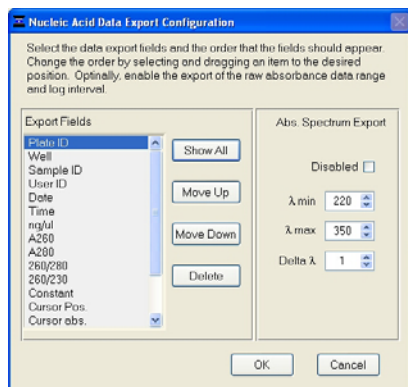 Nucleic Acid Data Export Configuration
Select the data export fields and the order that the fields should appear.
Change the order by selecting and dragging an item to the desired
position. Optinally, enable the export of the raw absorbance data range
and log interval.
Export Fields
Plate ID
Well
Sample ID
User ID
Date
Time
ng/ul
A260
A280
260/280
260/230
Constant
Cursor Pos.
Cursor abs.
Show All
Move Up
Move Down
Delete
Abs. Spectrum Export
Disabled
λ min 220
λ max 350
Delta λ 1
OK
Cancel